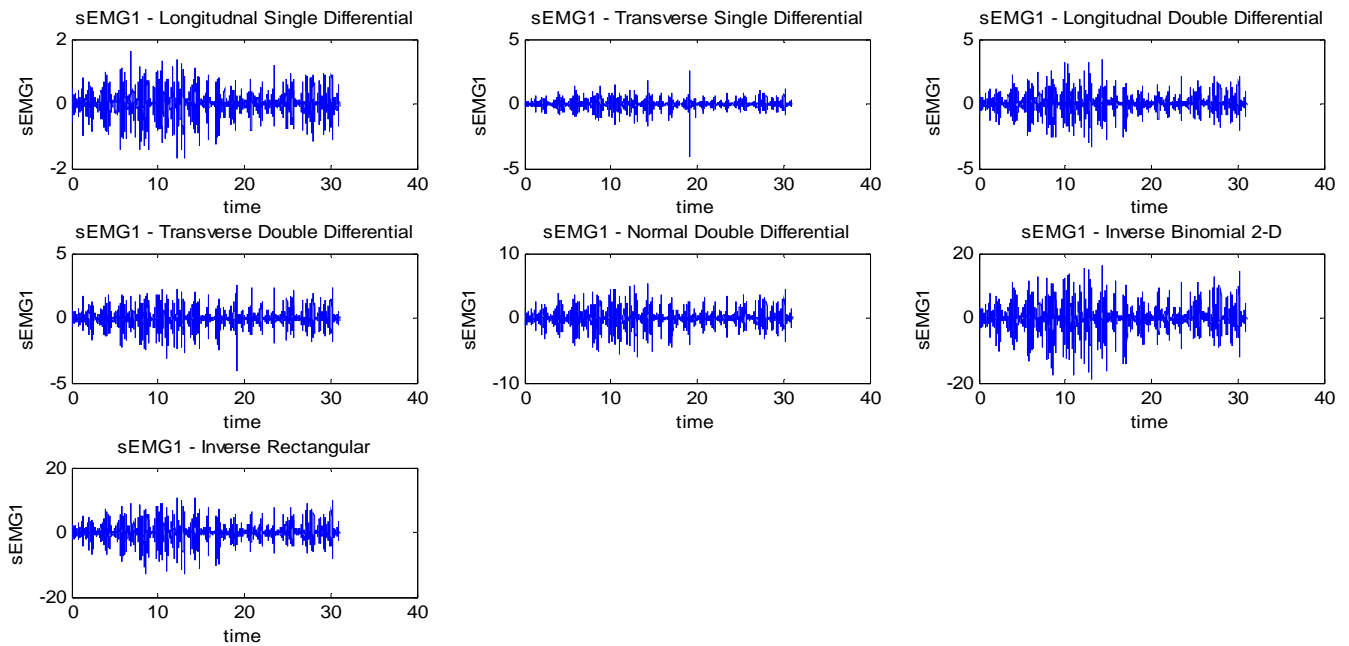 sEMG1 - Longitudnal Single Differential
sEMG1 - Transverse Single Differential
sEMG1 - Longitudnal Double Differential
2
0
-2
sEMG1
0 10 20 30 40
time
5
0
-5
sEMG1
0 10 20 30 40
time
5
0
-5
sEMG1
0 10 20 30 40
time
sEMG1 - Transverse Double Differential
sEMG1 - Normal Double Differential
sEMG1 - Inverse Binomial 2-D
5
0
-5
sEMG1
0 10 20 30 40
time
10
0
-10
sEMG1
0 10 20 30 40
time
20
0
-20
sEMG1
0 10 20 30 40
time
sEMG1 - Inverse Rectangular
20
0
-20
sEMG1
0 10 20 30 40
time